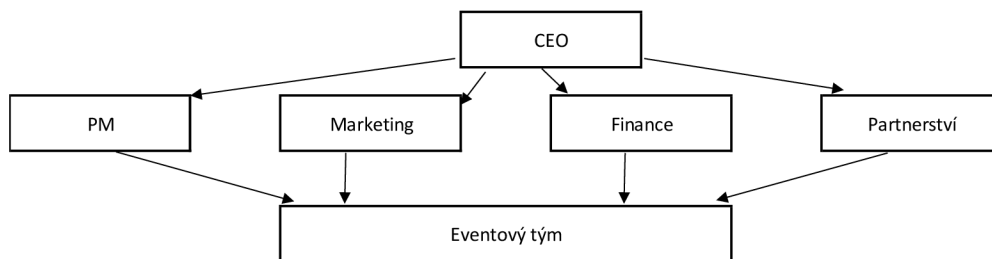 CEO
PM
Marketing
Finance
Partnerství
Eventový tým